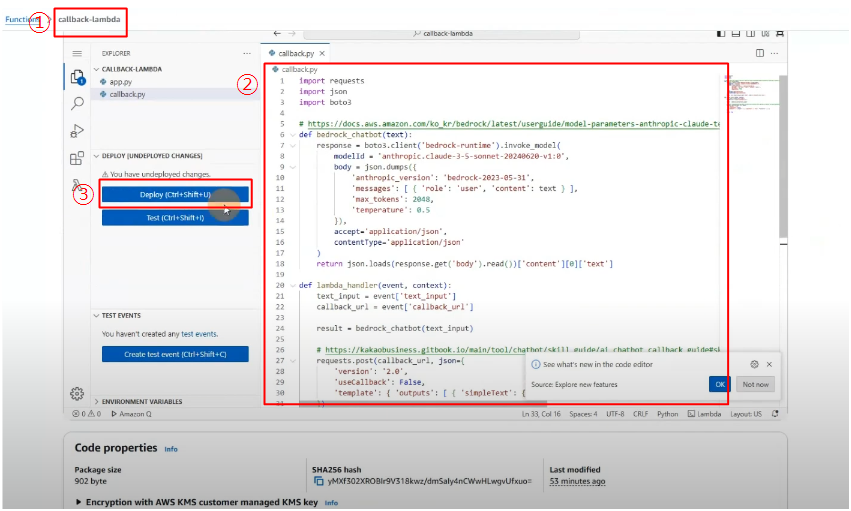 Functions
① callback-lambda
callback-lambda
EXPLORER
CALLBACK-LAMBDA
app.py
callback.py
DEPLOY [UNDEPLOYED CHANGES]
You have undeployed changes.
③ Deploy (Ctrl+Shift+U)
Test (Ctrl+Shift+I)
TEST EVENTS
You haven't created any test events.
Create test event (Ctrl+Shift+C)
ENVIRONMENT VARIABLES
②
callback.py
callback.py
1 import requests
2 import json
3 import boto3
4
5 # https://docs.aws.amazon.com/ko_kr/bedrock/latest/userguide/model-parameters-anthropic-claude-te
6 def bedrock_chatbot(text):
7 response = boto3.client('bedrock-runtime').invoke_model(
8 modelId = 'anthropic.claude-3-5-sonnet-20240620-v1:0',
9 body = json.dumps({
10 'anthropic_version': 'bedrock-2023-05-31',
11 'messages': [ { 'role': 'user', 'content': text } ],
12 'max_tokens': 2048,
13 'temperature': 0.5
14 }),
15 accept='application/json',
16 contentType='application/json'
17 )
18 return json.loads(response.get('body').read())['content'][0]['text']
19
20 def lambda_handler(event, context):
21 text_input = event['text_input']
22 callback_url = event['callback_url']
23
24 result = bedrock_chatbot(text_input)
25
26 # https://kakaobusiness.gitbook.io/main/tool/chatbot/skill_guide/ai_chatbot_callback_guide#sk
27 requests.post(callback_url, json={
28 'version': '2.0',
29 'useCallback': False,
30 'template': { 'outputs': [ { 'simpleText': {
31 })
See what's new in the code editor
Source: Explore new features
OK
Not now
0 0 Amazon Q
Ln 33, Col 16 Spaces: 4 UTF-8 CRLF Python Lambda Layout: US
Code properties Info
Package size
902 byte
SHA256 hash
yMXf302XROBIr9V318kwz/dmSaIy4nCWwHLwgvUfxuo=
Last modified
53 minutes ago
Encryption with AWS KMS customer managed KMS key Info